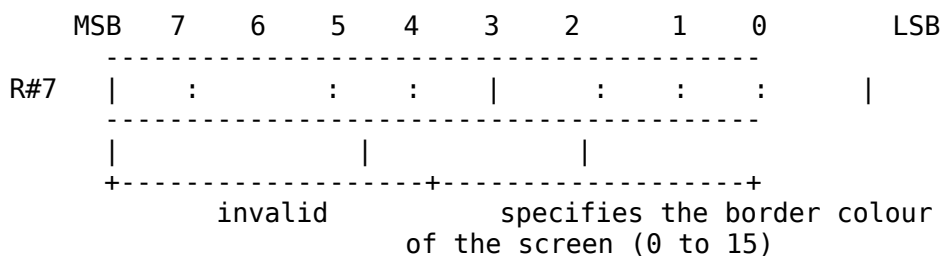 MSB 7 6 5 4 3 2 1 0 LSB
-----------------------------------------
R#7 | : : : | : : : |
-----------------------------------------
| | |
+-------------------+-------------------+
invalid specifies the border colour
of the screen (0 to 15)